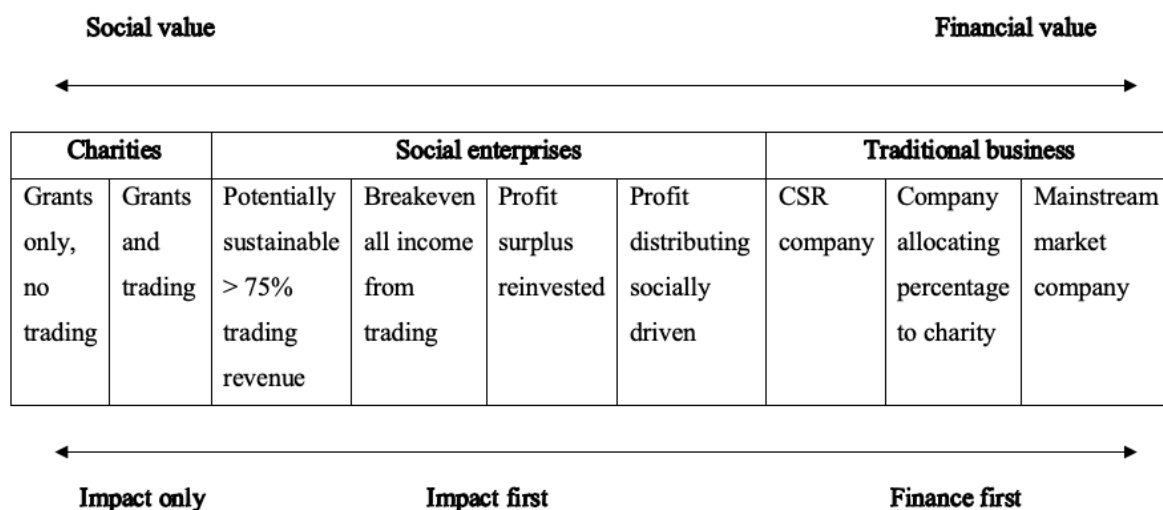 Social value Financial value
Charities Social enterprises Traditional business
Grants only, no trading
Grants and trading
Potentially sustainable > 75% trading revenue
Breakeven all income from trading
Profit surplus reinvested
Profit distributing socially driven
CSR company
Company allocating percentage to charity
Mainstream market company
Impact only Impact first Finance first